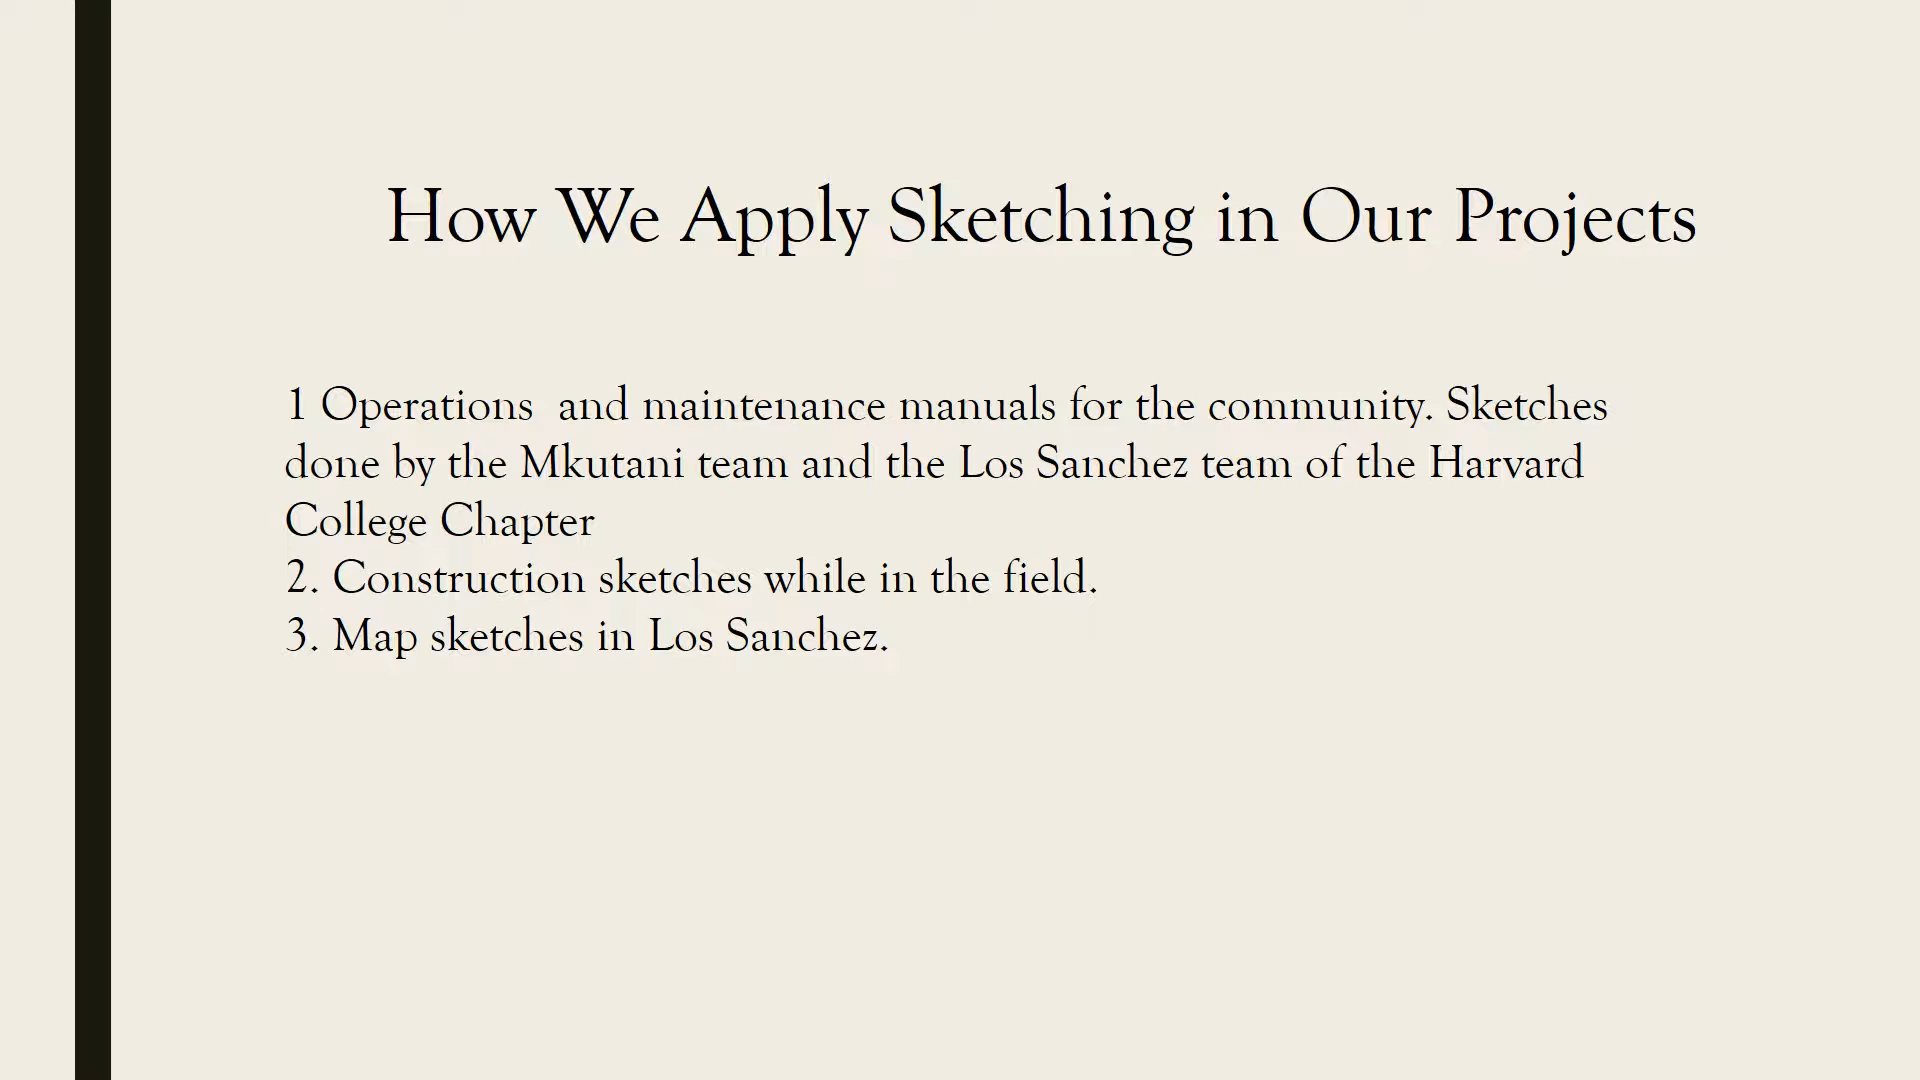 How We Apply Sketching in Our Projects
1 Operations  and maintenance manuals for the community. Sketches
done by the Mkutani team and the Los Sanchez team of the Harvard
College Chapter
2. Construction sketches while in the field.
3. Map sketches in Los Sanchez.